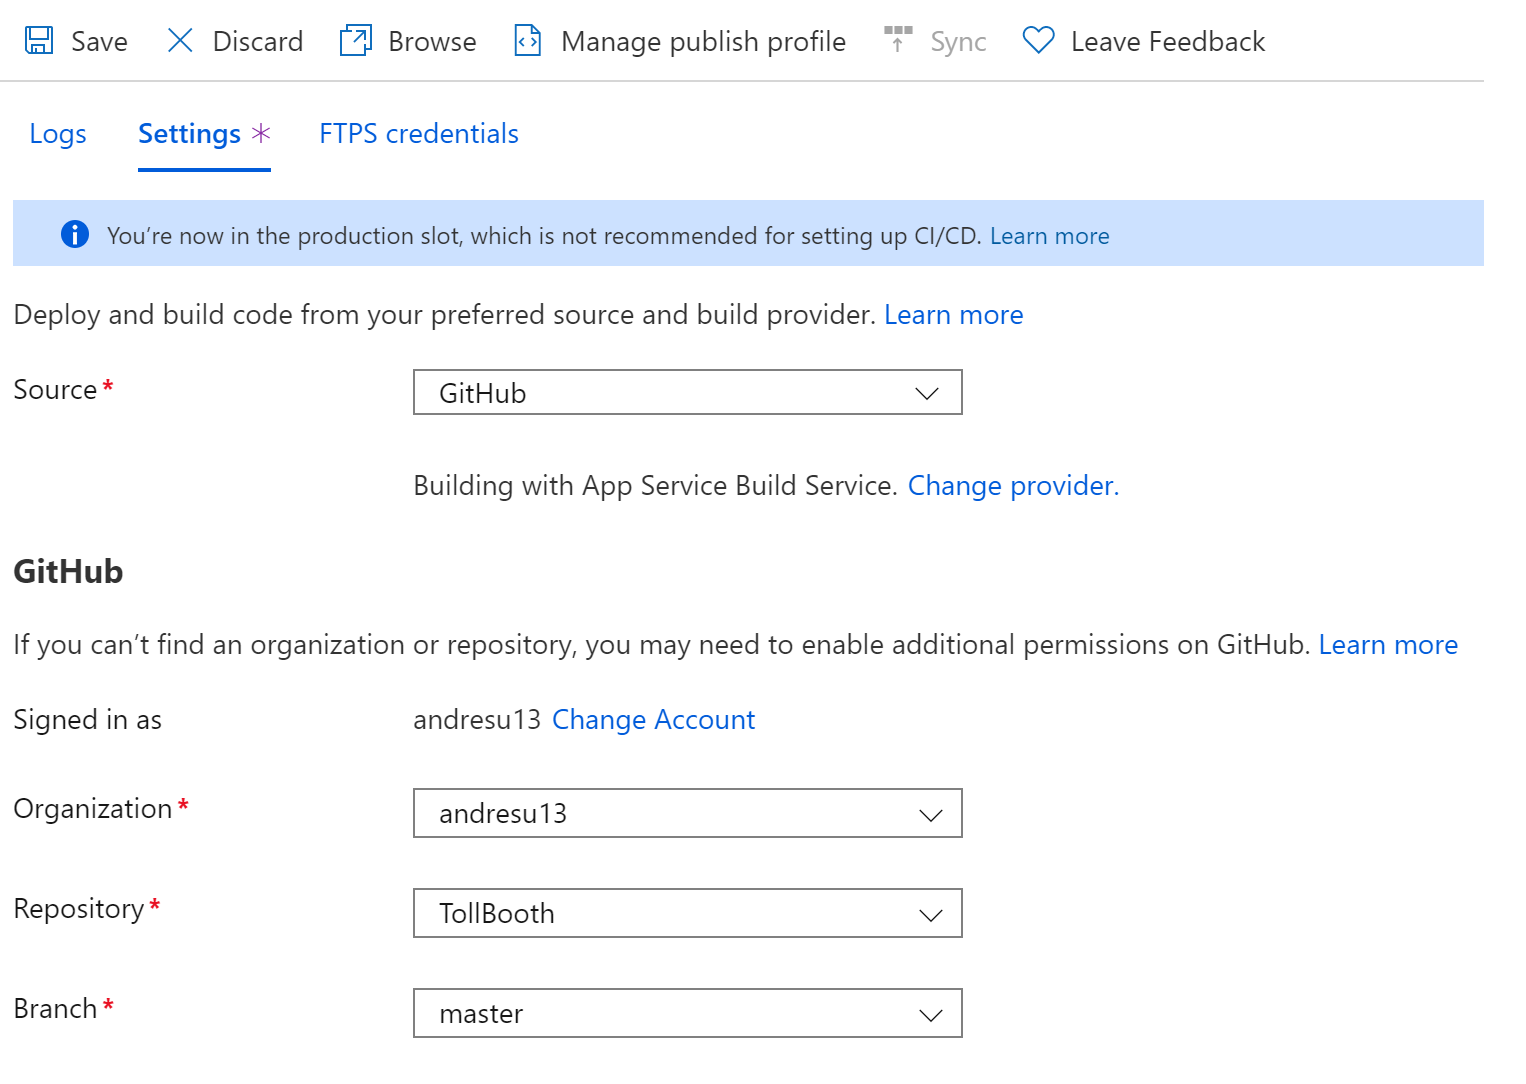 Save Discard Browse Manage publish profile Sync Leave Feedback
Logs Settings * FTPS credentials
You’re now in the production slot, which is not recommended for setting up CI/CD. Learn more
Deploy and build code from your preferred source and build provider. Learn more
Source * GitHub
Building with App Service Build Service. Change provider.
GitHub
If you can’t find an organization or repository, you may need to enable additional permissions on GitHub. Learn more
Signed in as andresu13 Change Account
Organization * andresu13
Repository * TollBooth
Branch * master